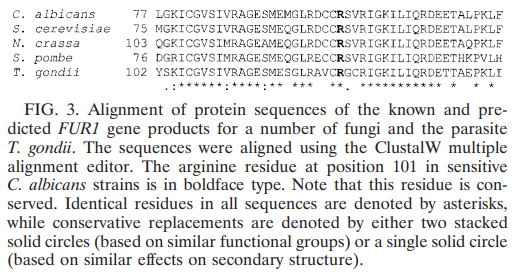 C. albicans 77 LGKICGVSIVRAGESMEMGLRDCCRSVRIGKILIQRDEETALPKLF
S. cerevisiae 75 MGKICGVSIMRAGESMEQGLRDCCRSVRIGKILIQRDEETALPKLF
N. crassa 103 QGKICGVSIMRAGEAMEQGLRDCCRSVRIGKILIQRDEETAQPKLF
S. pombe 76 DGRICGVSIMRAGESMEQGLRECCRSVRIGKILIQRDEETHKPVLH
T. gondii 102 YSKICGVSIVRAGESMESGLRAVCRGCRIGKILIQRDETTAEPKLI
.:******:****:** *** **. *********** ** * *
FIG. 3. Alignment of protein sequences of the known and pre-
dicted FUR1 gene products for a number of fungi and the parasite
T. gondii. The sequences were aligned using the ClustalW multiple
alignment editor. The arginine residue at position 101 in sensitive
C. albicans strains is in boldface type. Note that this residue is con-
served. Identical residues in all sequences are denoted by asterisks,
while conservative replacements are denoted by either two stacked
solid circles (based on similar functional groups) or a single solid circle
(based on similar effects on secondary structure).